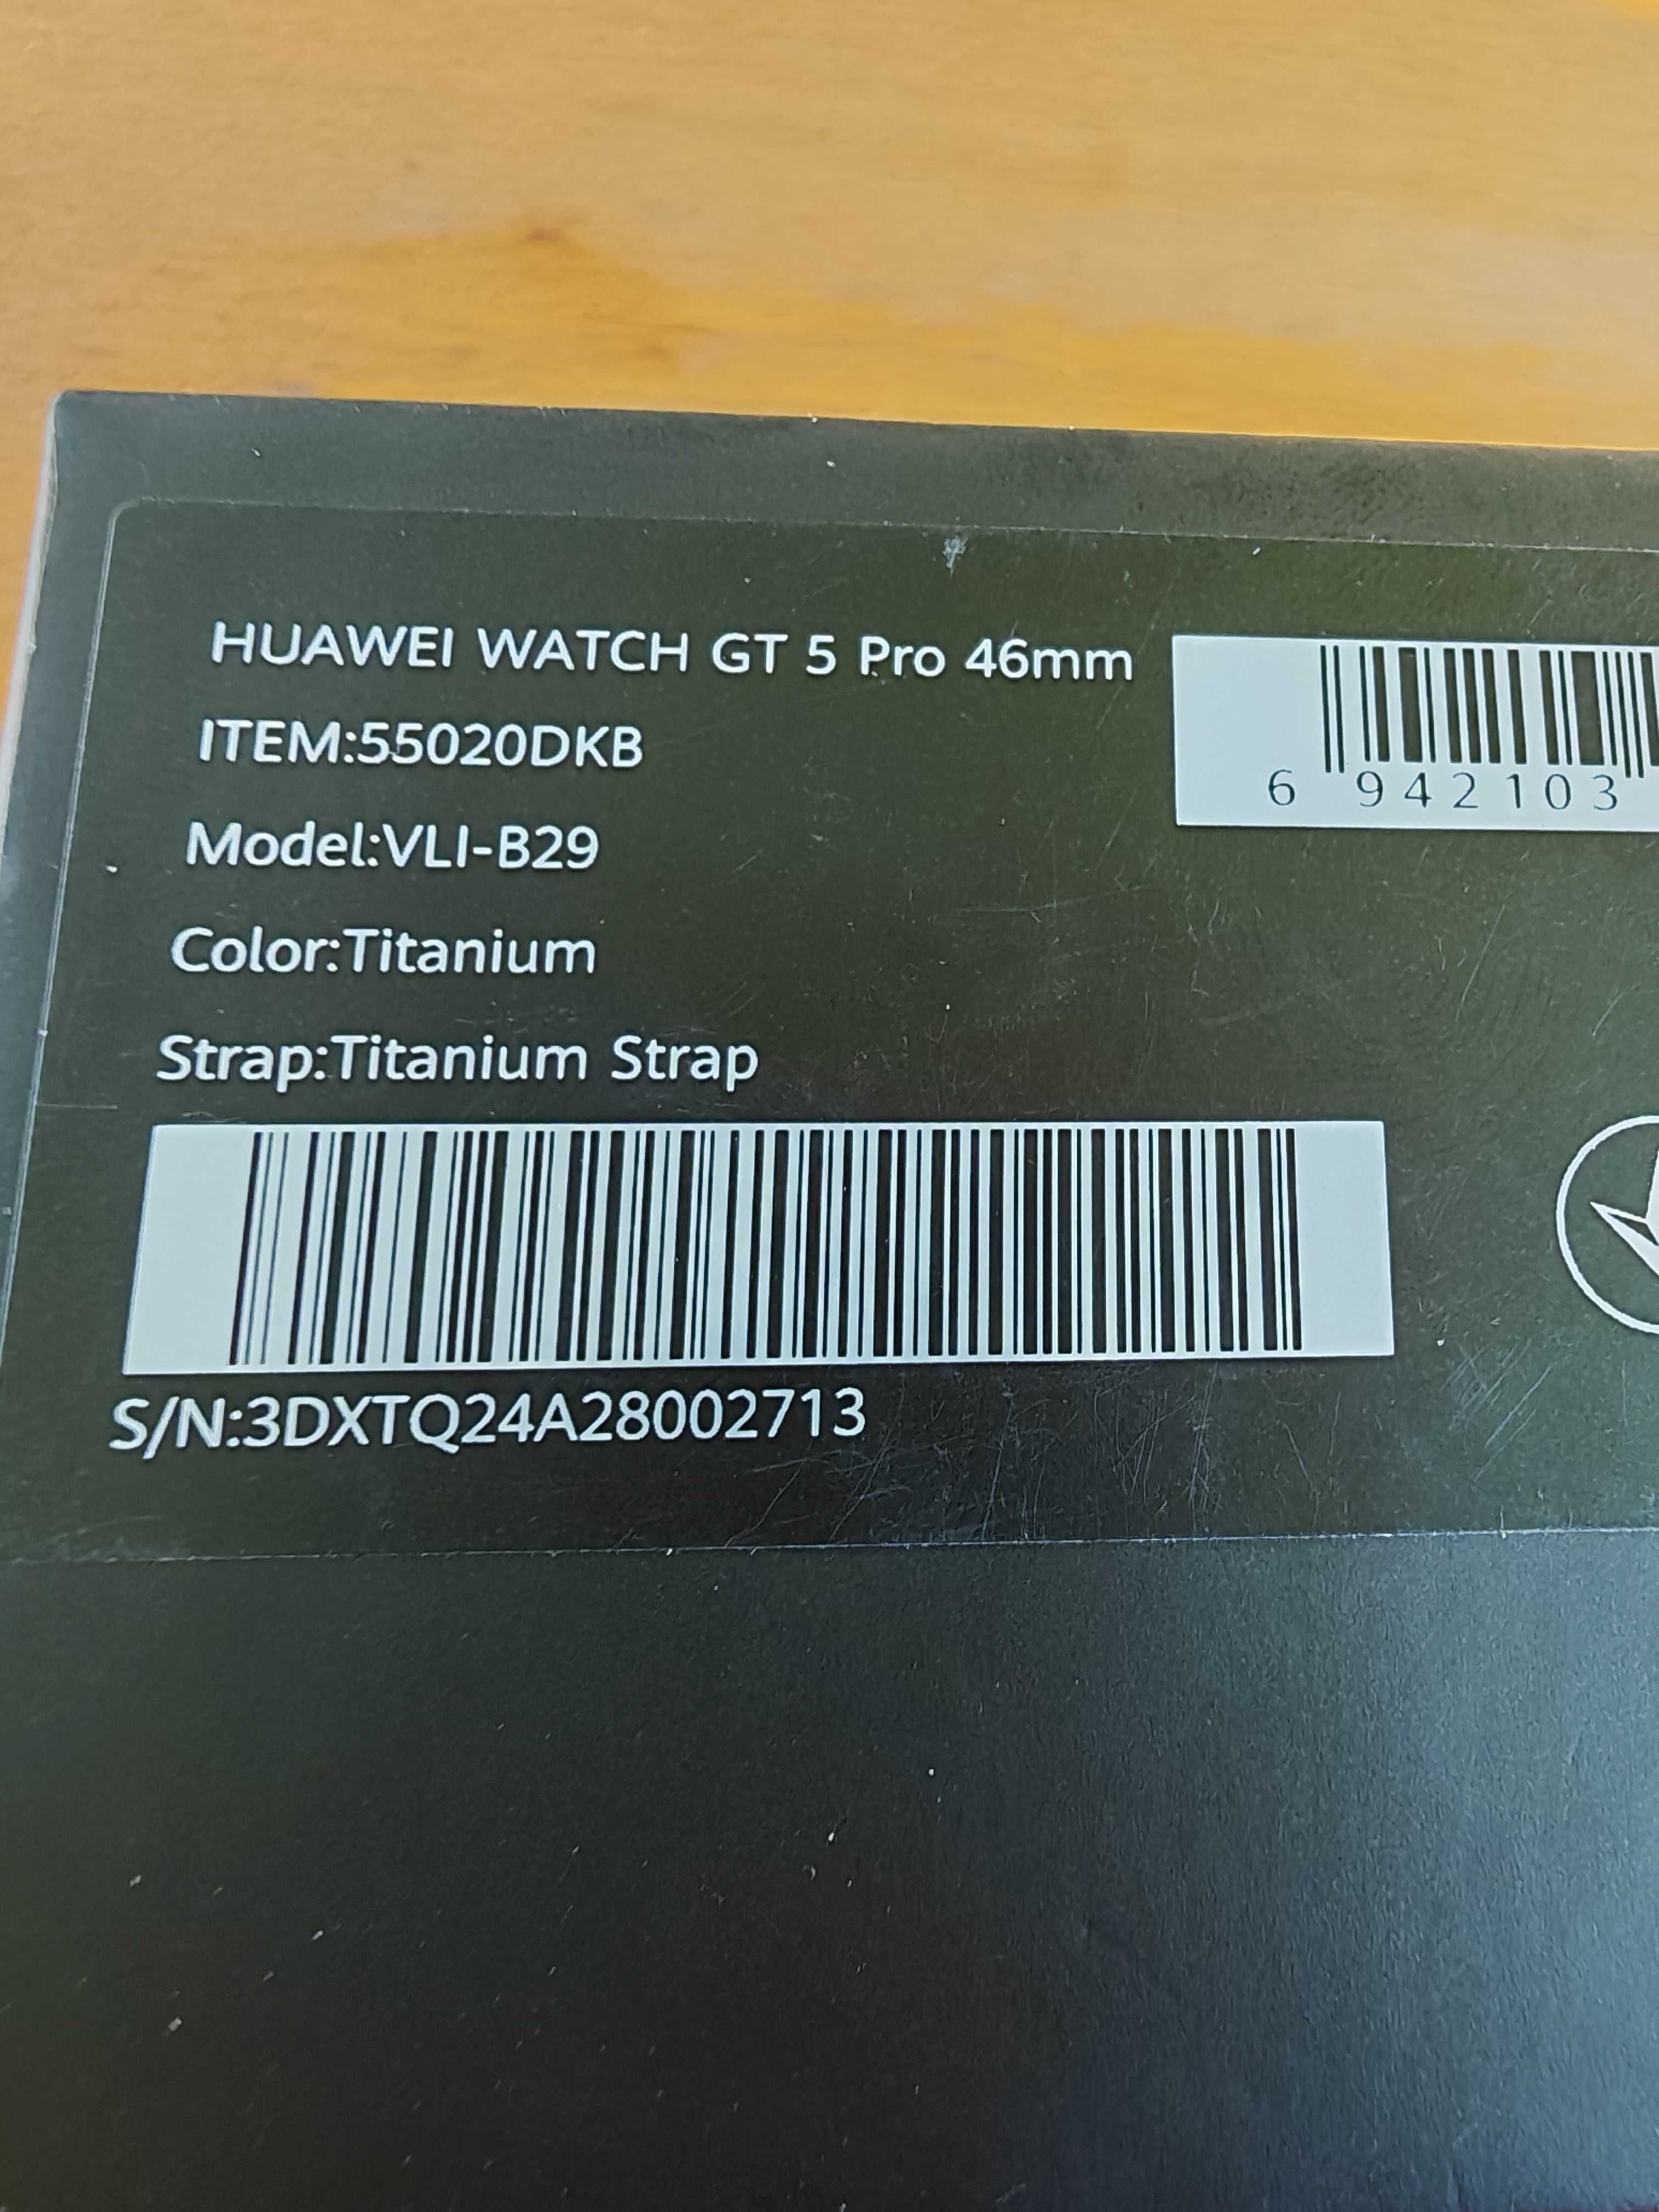 HUAWEI WATCH GT 5 Pro 46mm
ITEM:55020DKB
Model:VLI-B29
Color:Titanium
Strap:Titanium Strap
S/N:3DXTQ24A28002713
6 942103